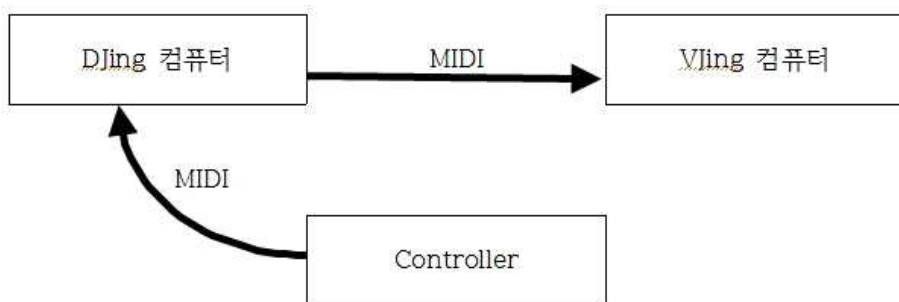 DJing 컴퓨터
MIDI
VJing 컴퓨터
MIDI
Controller